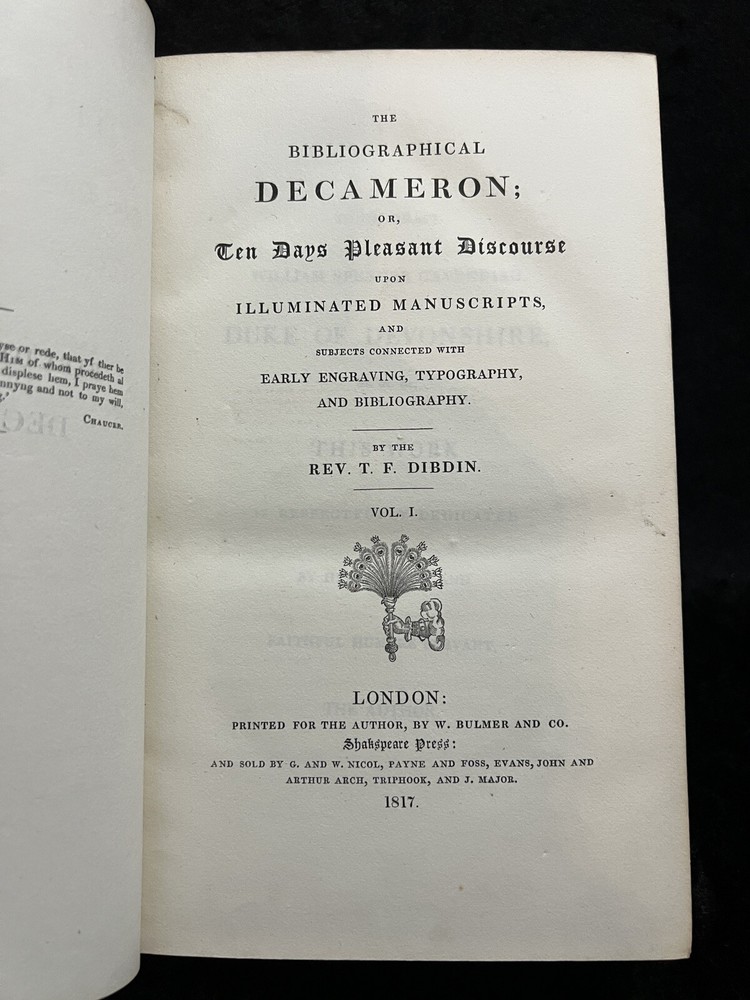 yse or rede, that yf ther be
HIM of whom procedeth al
displese hem, I praye hem
nnyng and not to my will,
CHAUCER.
THE
BIBLIOGRAPHICAL
DECAMERON;
OR,
Ten Days Pleasant Discourse
UPON
ILLUMINATED MANUSCRIPTS,
AND
SUBJECTS CONNECTED WITH
EARLY ENGRAVING, TYPOGRAPHY,
AND BIBLIOGRAPHY.
BY THE
REV. T. F. DIBDIN.
VOL. I.
LONDON:
PRINTED FOR THE AUTHOR, BY W. BULMER AND CO.
Shakspeare Press:
AND SOLD BY G. AND W. NICOL, PAYNE AND FOSS, EVANS, JOHN AND
ARTHUR ARCH, TRIPHOOK, AND J. MAJOR.
1817.